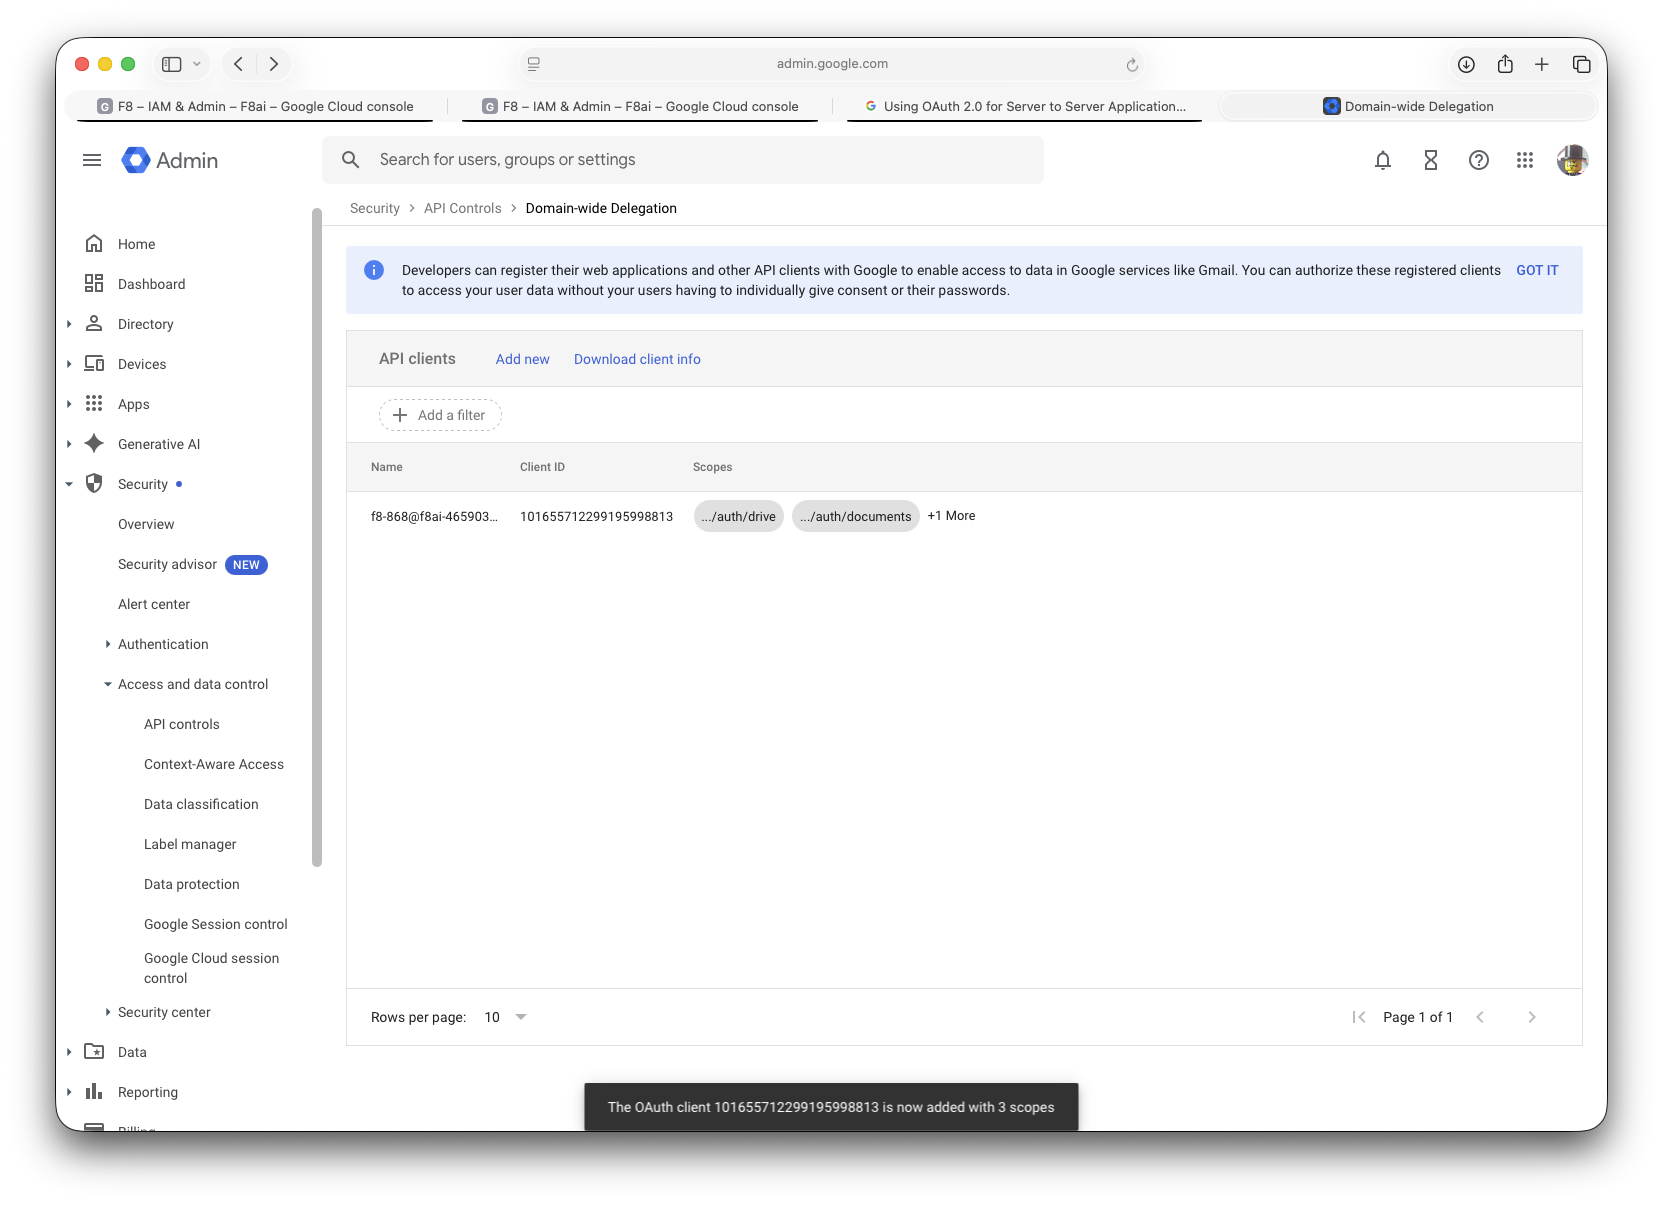 admin.google.com
F8 – IAM & Admin – F8ai – Google Cloud console
F8 – IAM & Admin – F8ai – Google Cloud console
Using OAuth 2.0 for Server to Server Application...
Domain-wide Delegation
Admin
Search for users, groups or settings
Security > API Controls > Domain-wide Delegation
Home
Dashboard
Directory
Devices
Apps
Generative AI
Security
Overview
Security advisor NEW
Alert center
Authentication
Access and data control
API controls
Context-Aware Access
Data classification
Label manager
Data protection
Google Session control
Google Cloud session
control
Security center
Data
Reporting
Billing
Developers can register their web applications and other API clients with Google to enable access to data in Google services like Gmail. You can authorize these registered clients
to access your user data without your users having to individually give consent or their passwords.
GOT IT
API clients Add new Download client info
Add a filter
Name Client ID Scopes
f8-868@f8ai-465903... 101655712299195998813 .../auth/drive .../auth/documents +1 More
Rows per page: 10 Page 1 of 1
The OAuth client 101655712299195998813 is now added with 3 scopes